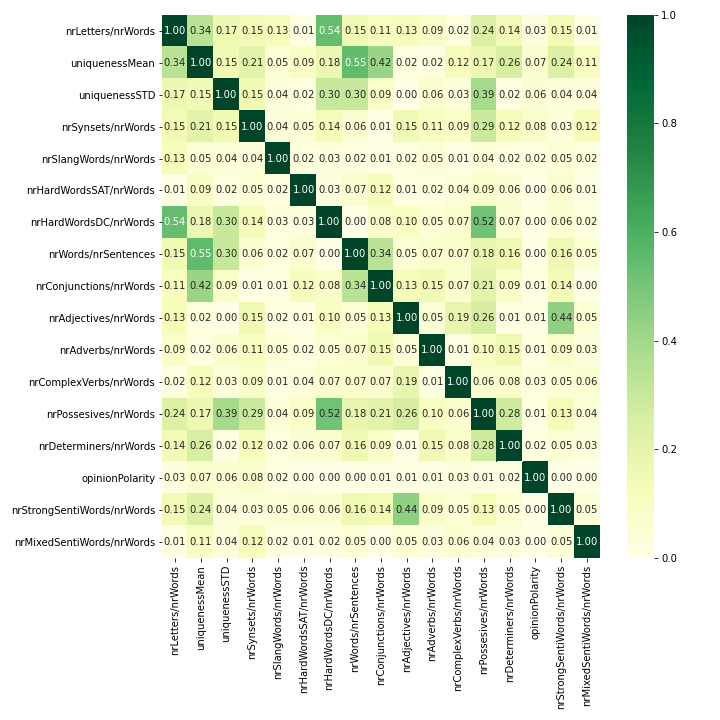 nrLetters/nrWords 1.00 0.34 0.17 0.15 0.13 0.01 0.54 0.15 0.11 0.13 0.09 0.02 0.24 0.14 0.03 0.15 0.01
uniquenessMean 0.34 1.00 0.15 0.21 0.05 0.09 0.18 0.55 0.42 0.02 0.02 0.12 0.17 0.26 0.07 0.24 0.11
uniquenessSTD 0.17 0.15 1.00 0.15 0.04 0.02 0.30 0.30 0.09 0.00 0.06 0.03 0.39 0.02 0.06 0.04 0.04
nrSynsets/nrWords 0.15 0.21 0.15 1.00 0.04 0.05 0.14 0.06 0.01 0.15 0.11 0.09 0.29 0.12 0.08 0.03 0.12
nrSlangWords/nrWords 0.13 0.05 0.04 0.04 1.00 0.02 0.03 0.02 0.01 0.02 0.05 0.01 0.04 0.02 0.02 0.05 0.02
nrHardWordsSAT/nrWords 0.01 0.09 0.02 0.05 0.02 1.00 0.03 0.07 0.12 0.01 0.02 0.04 0.09 0.06 0.00 0.06 0.01
nrHardWordsDC/nrWords 0.54 0.18 0.30 0.14 0.03 0.03 1.00 0.00 0.08 0.10 0.05 0.07 0.52 0.07 0.00 0.06 0.02
nrWords/nrSentences 0.15 0.55 0.30 0.06 0.02 0.07 0.00 1.00 0.34 0.05 0.07 0.07 0.18 0.16 0.00 0.16 0.05
nrConjunctions/nrWords 0.11 0.42 0.09 0.01 0.01 0.12 0.08 0.34 1.00 0.13 0.15 0.07 0.21 0.09 0.01 0.14 0.00
nrAdjectives/nrWords 0.13 0.02 0.00 0.15 0.02 0.01 0.10 0.05 0.13 1.00 0.05 0.19 0.26 0.01 0.01 0.44 0.05
nrAdverbs/nrWords 0.09 0.02 0.06 0.11 0.05 0.02 0.05 0.07 0.15 0.05 1.00 0.01 0.10 0.15 0.01 0.09 0.03
nrComplexVerbs/nrWords 0.02 0.12 0.03 0.09 0.01 0.04 0.07 0.07 0.07 0.19 0.01 1.00 0.06 0.08 0.03 0.05 0.06
nrPossesives/nrWords 0.24 0.17 0.39 0.29 0.04 0.09 0.52 0.18 0.21 0.26 0.10 0.06 1.00 0.28 0.01 0.13 0.04
nrDeterminers/nrWords 0.14 0.26 0.02 0.12 0.02 0.06 0.07 0.16 0.09 0.01 0.15 0.08 0.28 1.00 0.02 0.05 0.03
opinionPolarity 0.03 0.07 0.06 0.08 0.02 0.00 0.00 0.00 0.01 0.01 0.01 0.03 0.01 0.02 1.00 0.00 0.00
nrStrongSentiWords/nrWords 0.15 0.24 0.04 0.03 0.05 0.06 0.06 0.16 0.14 0.44 0.09 0.05 0.13 0.05 0.00 1.00 0.05
nrMixedSentiWords/nrWords 0.01 0.11 0.04 0.12 0.02 0.01 0.02 0.05 0.00 0.05 0.03 0.06 0.04 0.03 0.00 0.05 1.00
nrLetters/nrWords
uniquenessMean
uniquenessSTD
nrSynsets/nrWords
nrSlangWords/nrWords
nrHardWordsSAT/nrWords
nrHardWordsDC/nrWords
nrWords/nrSentences
nrConjunctions/nrWords
nrAdjectives/nrWords
nrAdverbs/nrWords
nrComplexVerbs/nrWords
nrPossesives/nrWords
nrDeterminers/nrWords
opinionPolarity
nrStrongSentiWords/nrWords
nrMixedSentiWords/nrWords
1.0
0.8
0.6
0.4
0.2
0.0